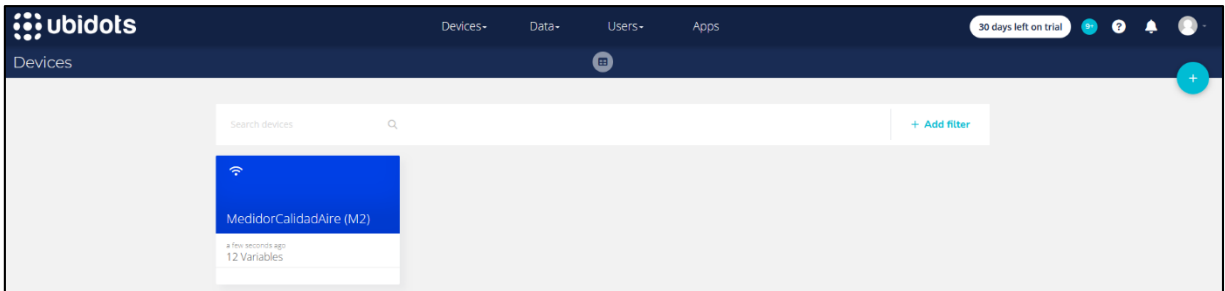 ubidots
Devices
Data
Users
Apps
30 days left on trial
9+
?
Devices
+
Search devices
+ Add filter
MedidorCalidadAire (M2)
a few seconds ago
12 Variables